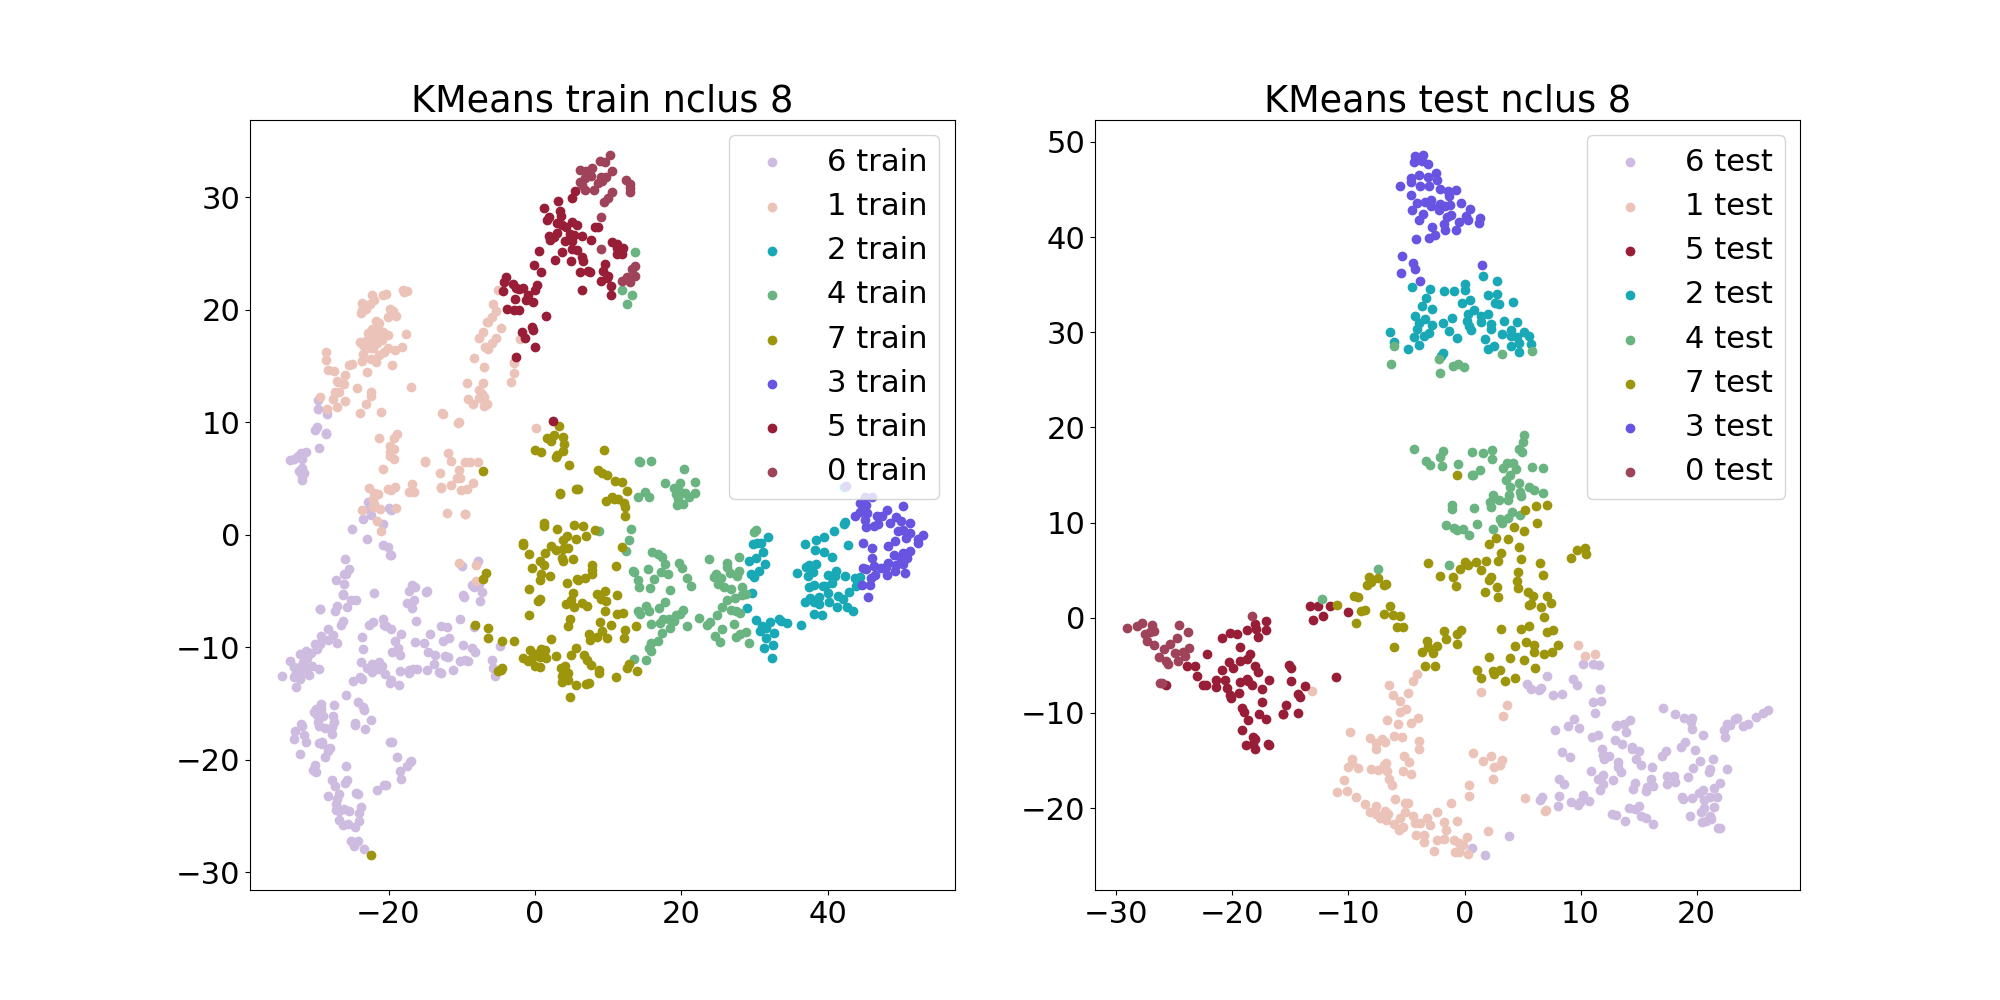 KMeans train nclus 8
30
20
10
0
−10
−20
−30
−20
0
20
40
6 train
1 train
2 train
4 train
7 train
3 train
5 train
0 train
KMeans test nclus 8
50
40
30
20
10
0
−10
−20
−30
−20
−10
0
10
20
6 test
1 test
5 test
2 test
4 test
7 test
3 test
0 test